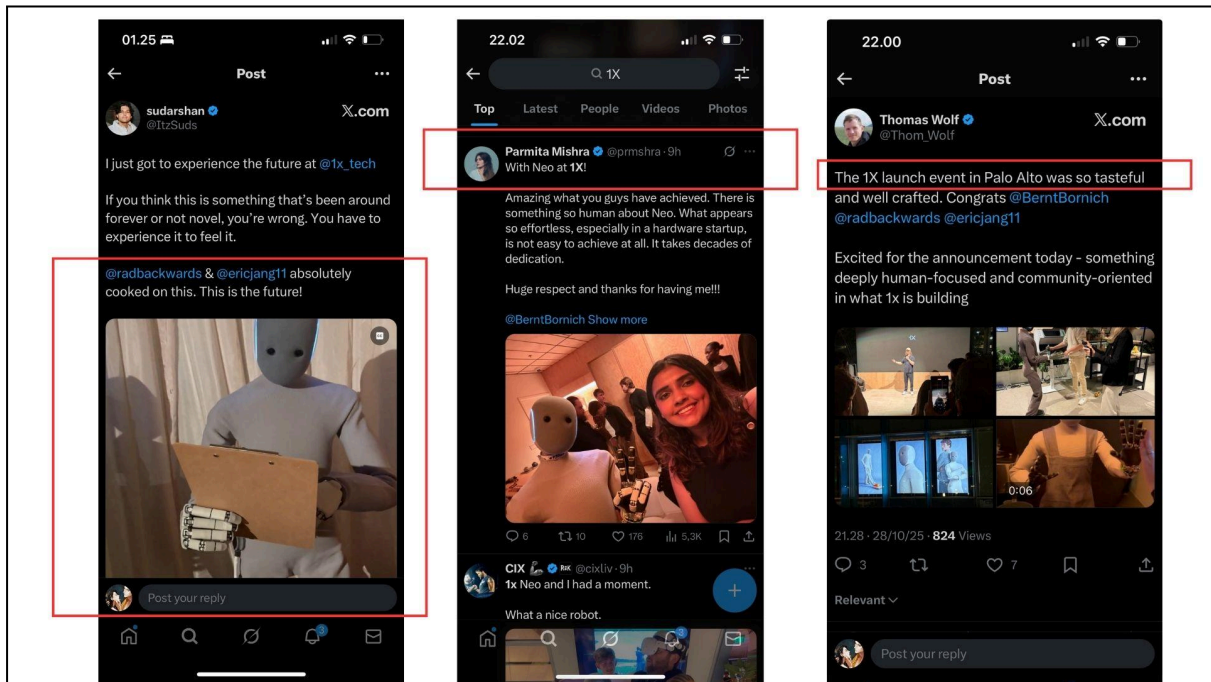 01.25
Post
sudarshan
@ItzSuds
X.com
I just got to experience the future at @1x_tech
If you think this is something that's been around
forever or not novel, you're wrong. You have to
experience it to feel it.
@radbackwards & @ericjang11 absolutely
cooked on this. This is the future!
Post your reply
3
22.02
1X
Top Latest People Videos Photos
Parmita Mishra @prmshra · 9h
With Neo at 1X!
Amazing what you guys have achieved. There is
something so human about Neo. What appears
so effortless, especially in a hardware startup,
is not easy to achieve at all. It takes decades of
dedication.
Huge respect and thanks for having me!!!
@BerntBornich Show more
6 10 176 5,3K
CIX @cixliv · 9h
1x Neo and I had a moment.
What a nice robot.
3
22.00
Post
Thomas Wolf
@Thom_Wolf
X.com
The 1X launch event in Palo Alto was so tasteful
and well crafted. Congrats @BerntBornich
@radbackwards @ericjang11
Excited for the announcement today - something
deeply human-focused and community-oriented
in what 1x is building
0:06
21.28 · 28/10/25 · 824 Views
3 7
Relevant
Post your reply